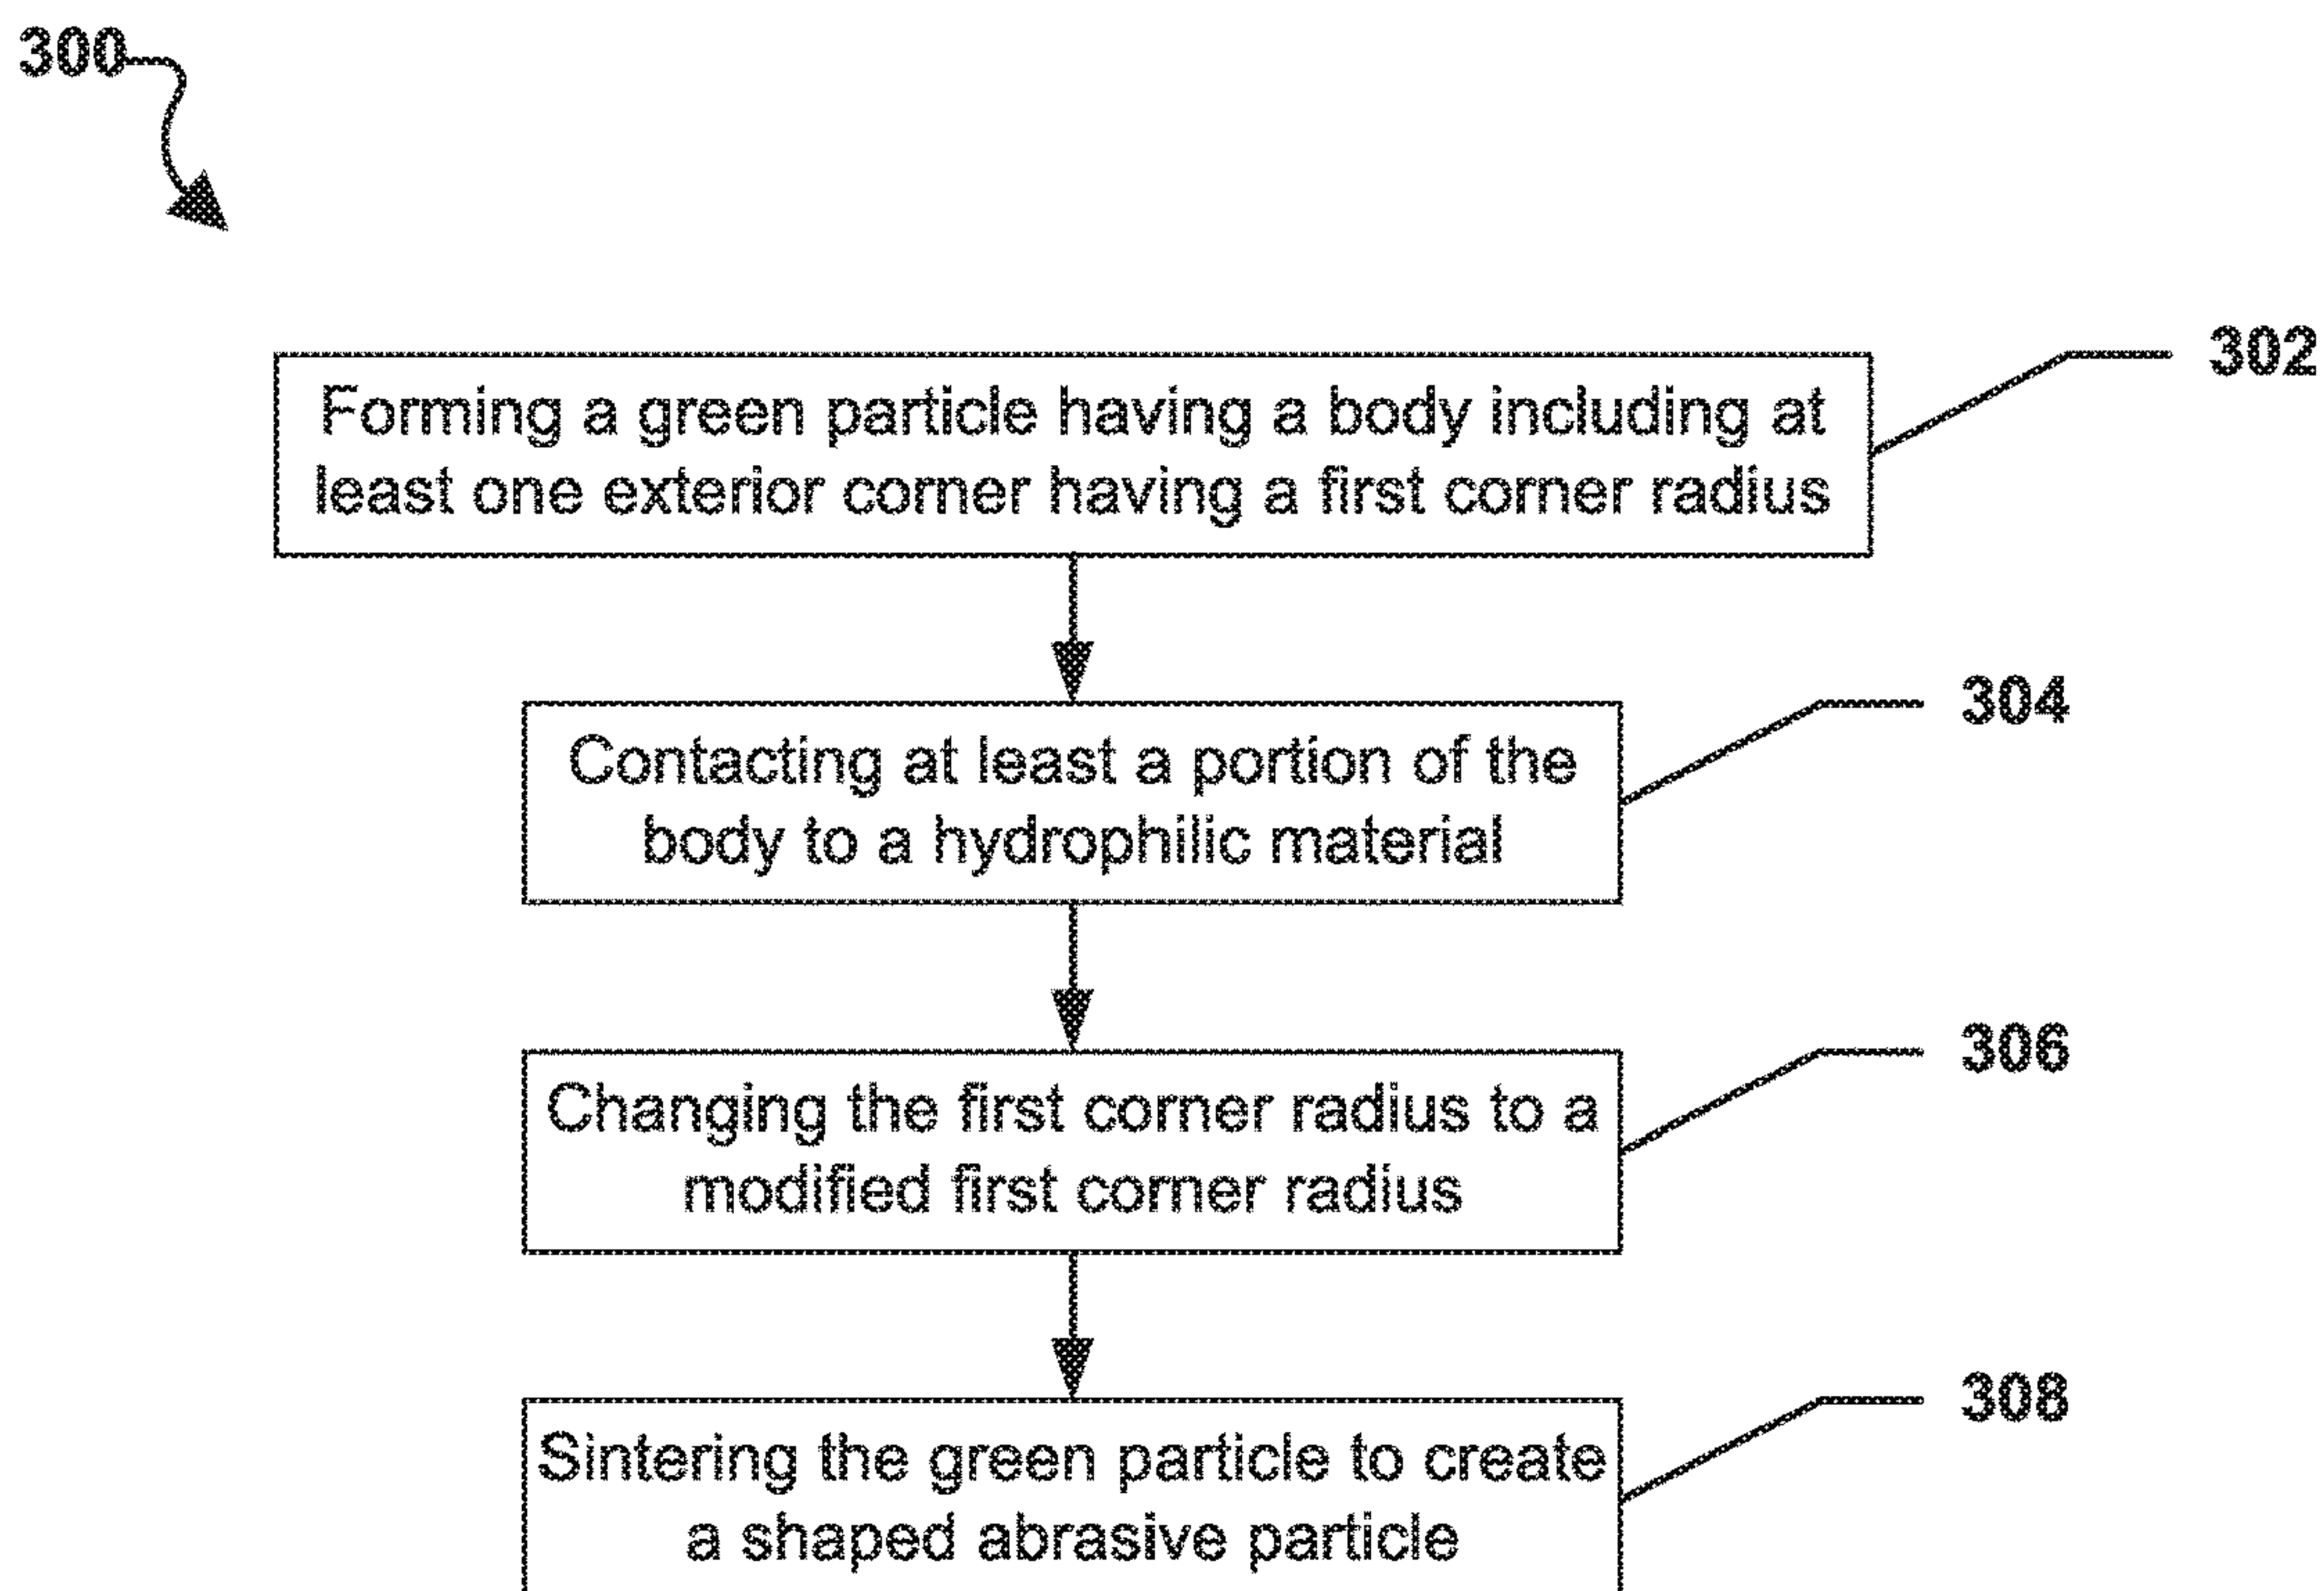 300
302
Forming a green particle having a body including at
least one exterior corner having a first corner radius
304
Contacting at least a portion of the
body to a hydrophilic material
306
Changing the first corner radius to a
modified first corner radius
308
Sintering the green particle to create
a shaped abrasive particle